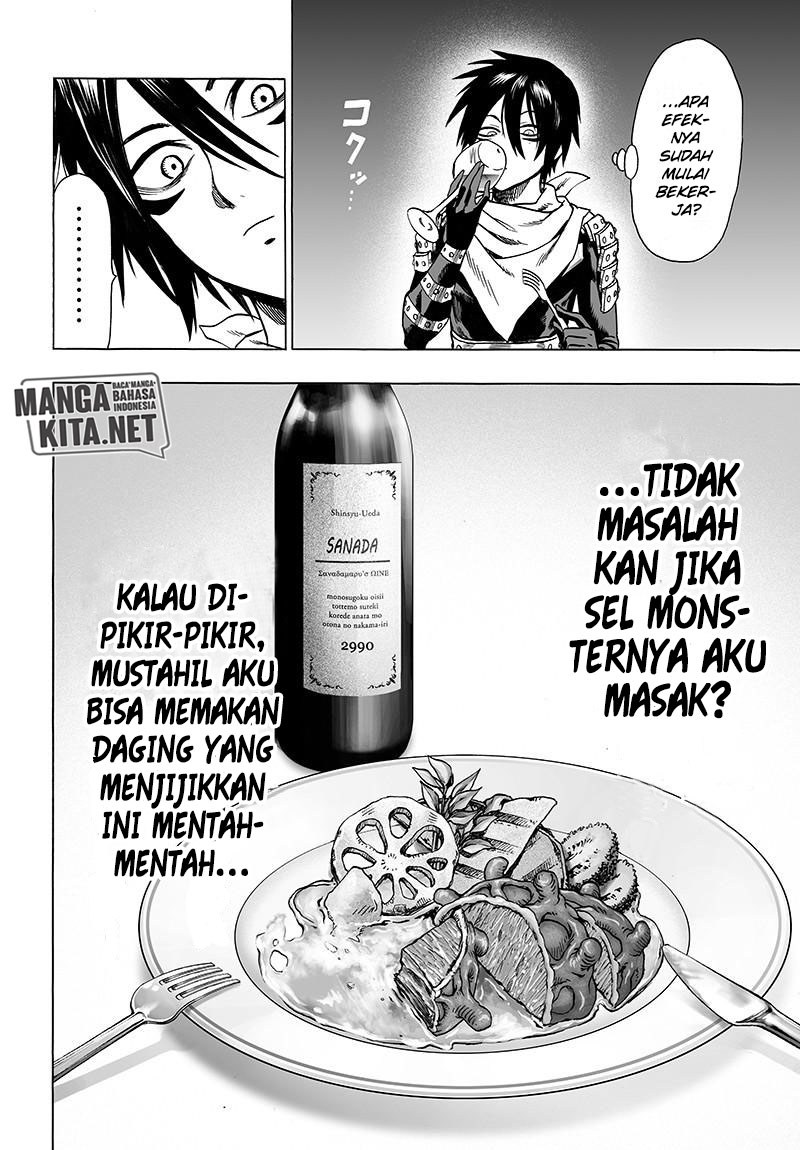 ...APA
EFEK-
NYA
SUDAH
MULAI
BEKER-
JA?
コクッ…
………
MANGA
KITA.NET
BACA MANGA
BAHASA
INDONESIA
...TIDAK
MASALAH
KAN JIKA
SEL MONS-
TERNYA AKU
MASAK?
Shinsyu-Ueda
SANADA
Σαναδαμαρυ'σ ΩINE
monosugoku oisii
tottemo suteki
korede anata mo
otona no nakama-iri
2990
KALAU DI-
PIKIR-PIKIR,
MUSTAHIL AKU
BISA MEMAKAN
DAGING YANG
MENJIJIKKAN
INI MENTAH-
MENTAH...